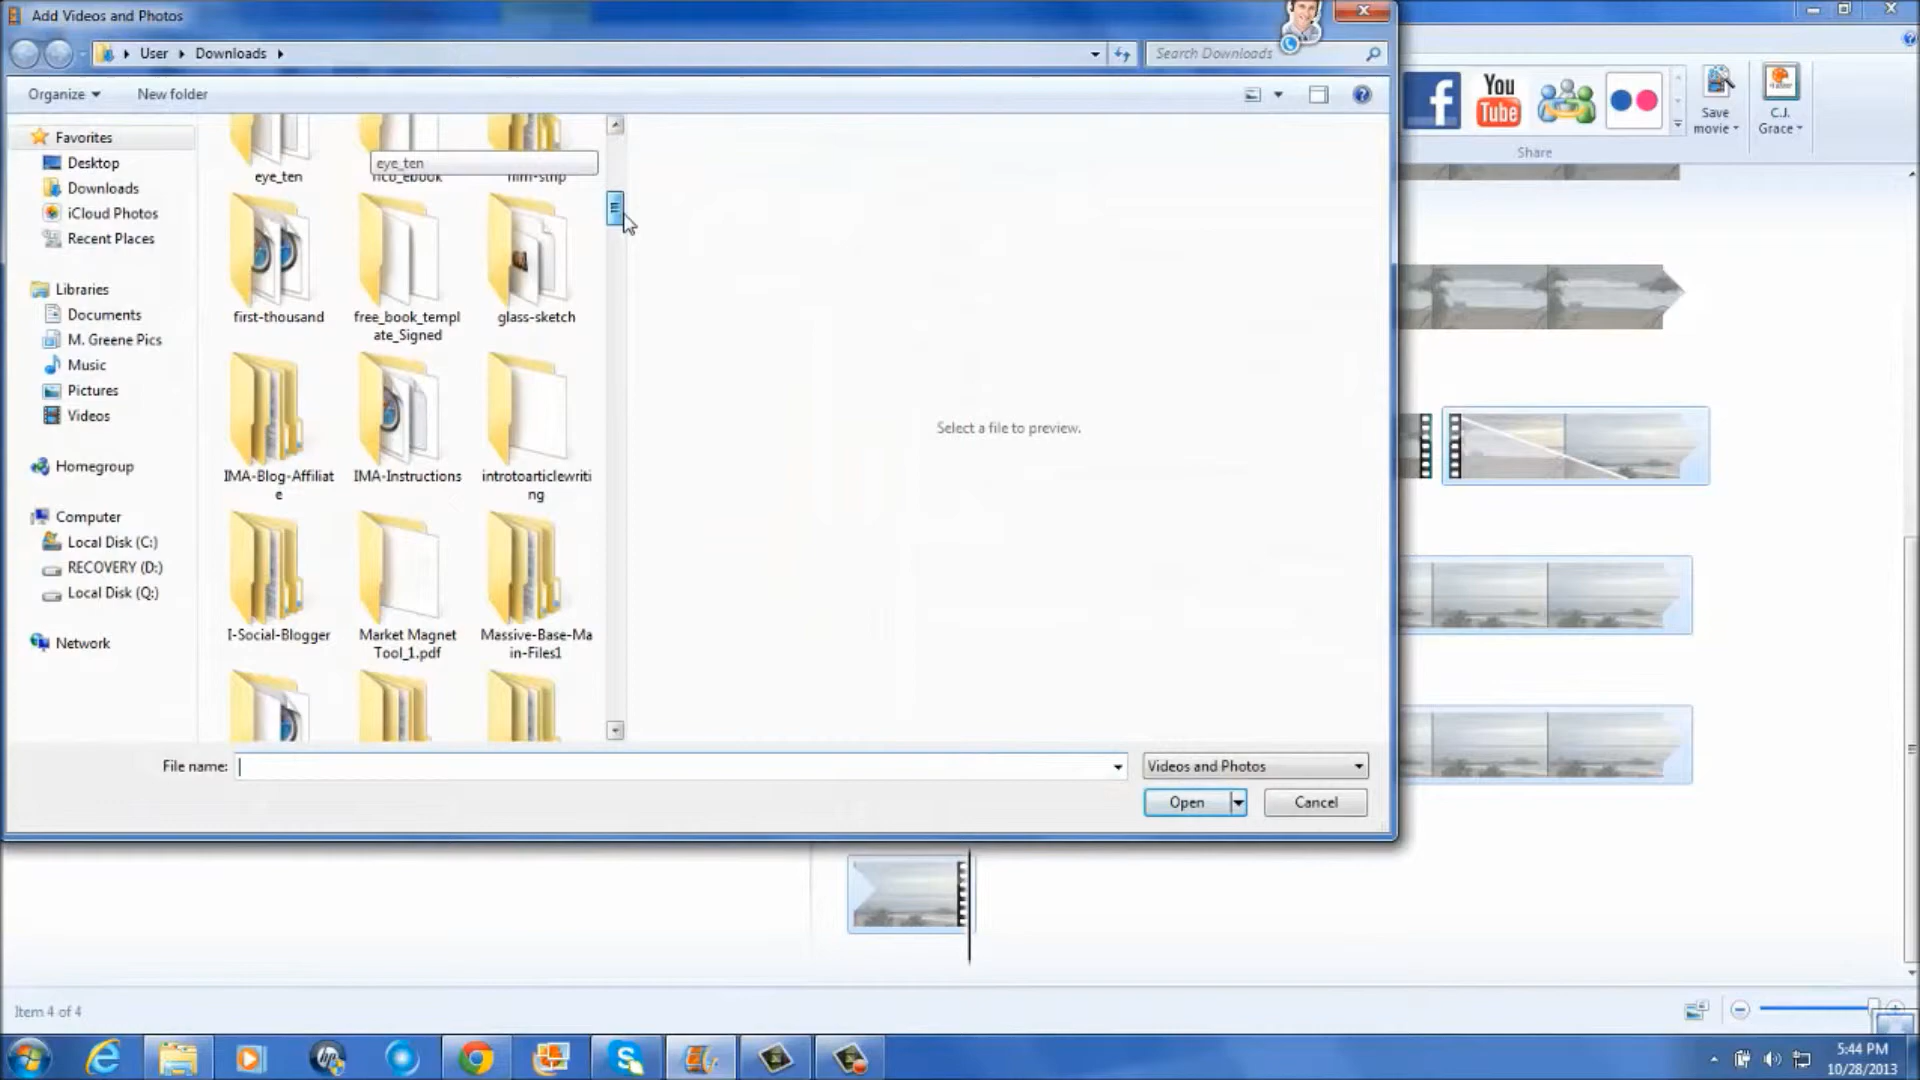 Add Videos and Photos
User
Downloads
Search Downloads
Organize
New folder
Favorites
Desktop
Downloads
iCloud Photos
Recent Places
Libraries
Documents
M. Greene Pics
Music
Pictures
Videos
Homegroup
Computer
Local Disk (C:)
RECOVERY (D:)
Local Disk (Q:)
Network
eye_ten
eye_ten
film-strip
first-thousand
free_book_templ
ate_Signed
glass-sketch
IMA-Blog-Affiliat
e
IMA-Instructions
introtoarticlewriti
ng
I-Social-Blogger
Market Magnet
Tool_1.pdf
Massive-Base-Ma
in-Files1
Select a file to preview.
File name:
Videos and Photos
Open
Cancel
You
Tube
Save
movie
C.J.
Grace
Share
Item 4 of 4
5:44 PM
10/28/2013